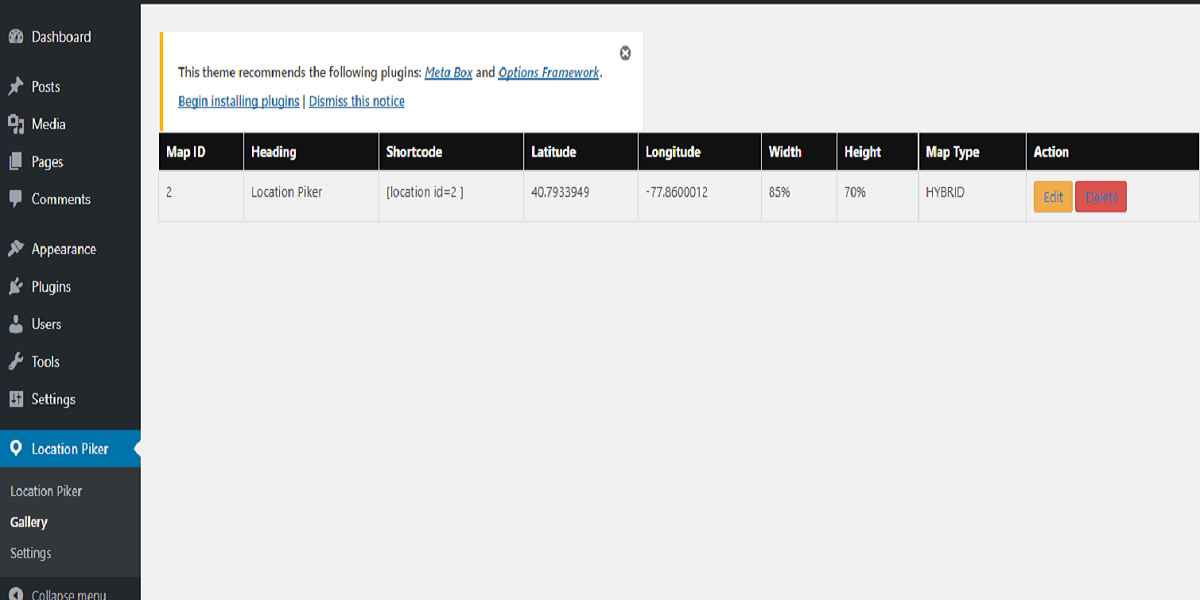 Dashboard
Posts
Media
Pages
Comments
Appearance
Plugins
Users
Tools
Settings
Location Piker
Location Piker
Gallery
Settings
Collapse menu
This theme recommends the following plugins: Meta Box and Options Framework.
Begin installing plugins | Dismiss this notice
Map ID Heading Shortcode Latitude Longitude Width Height Map Type Action
2 Location Piker [location id=2 ] 40.7933949 -77.8600012 85% 70% HYBRID Edit Delete